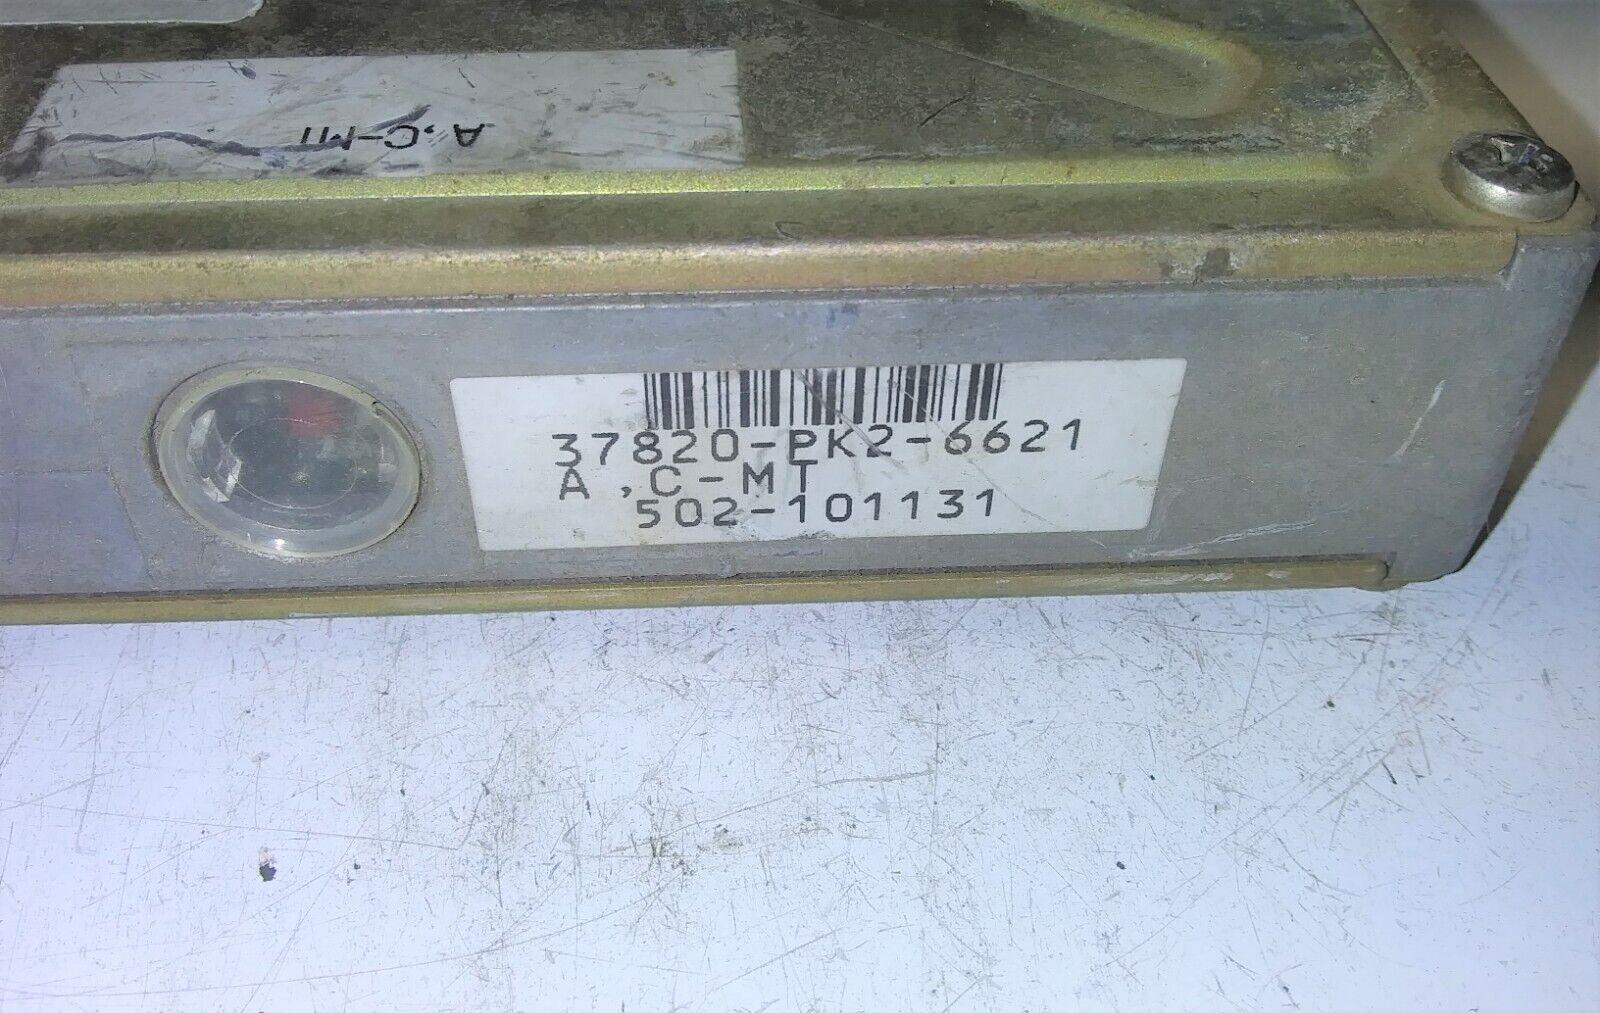 A,C-MT
37820-PK2-6621
A ,C-MT
502-101131